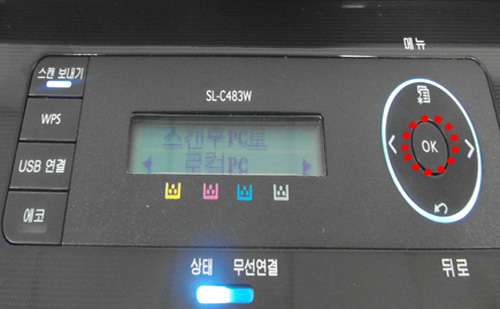 메뉴
스캔 보내기
SL-C483W
WPS
스캔후PC로
로컬PC
OK
USB 연결
에코
상태
무선연결
뒤로